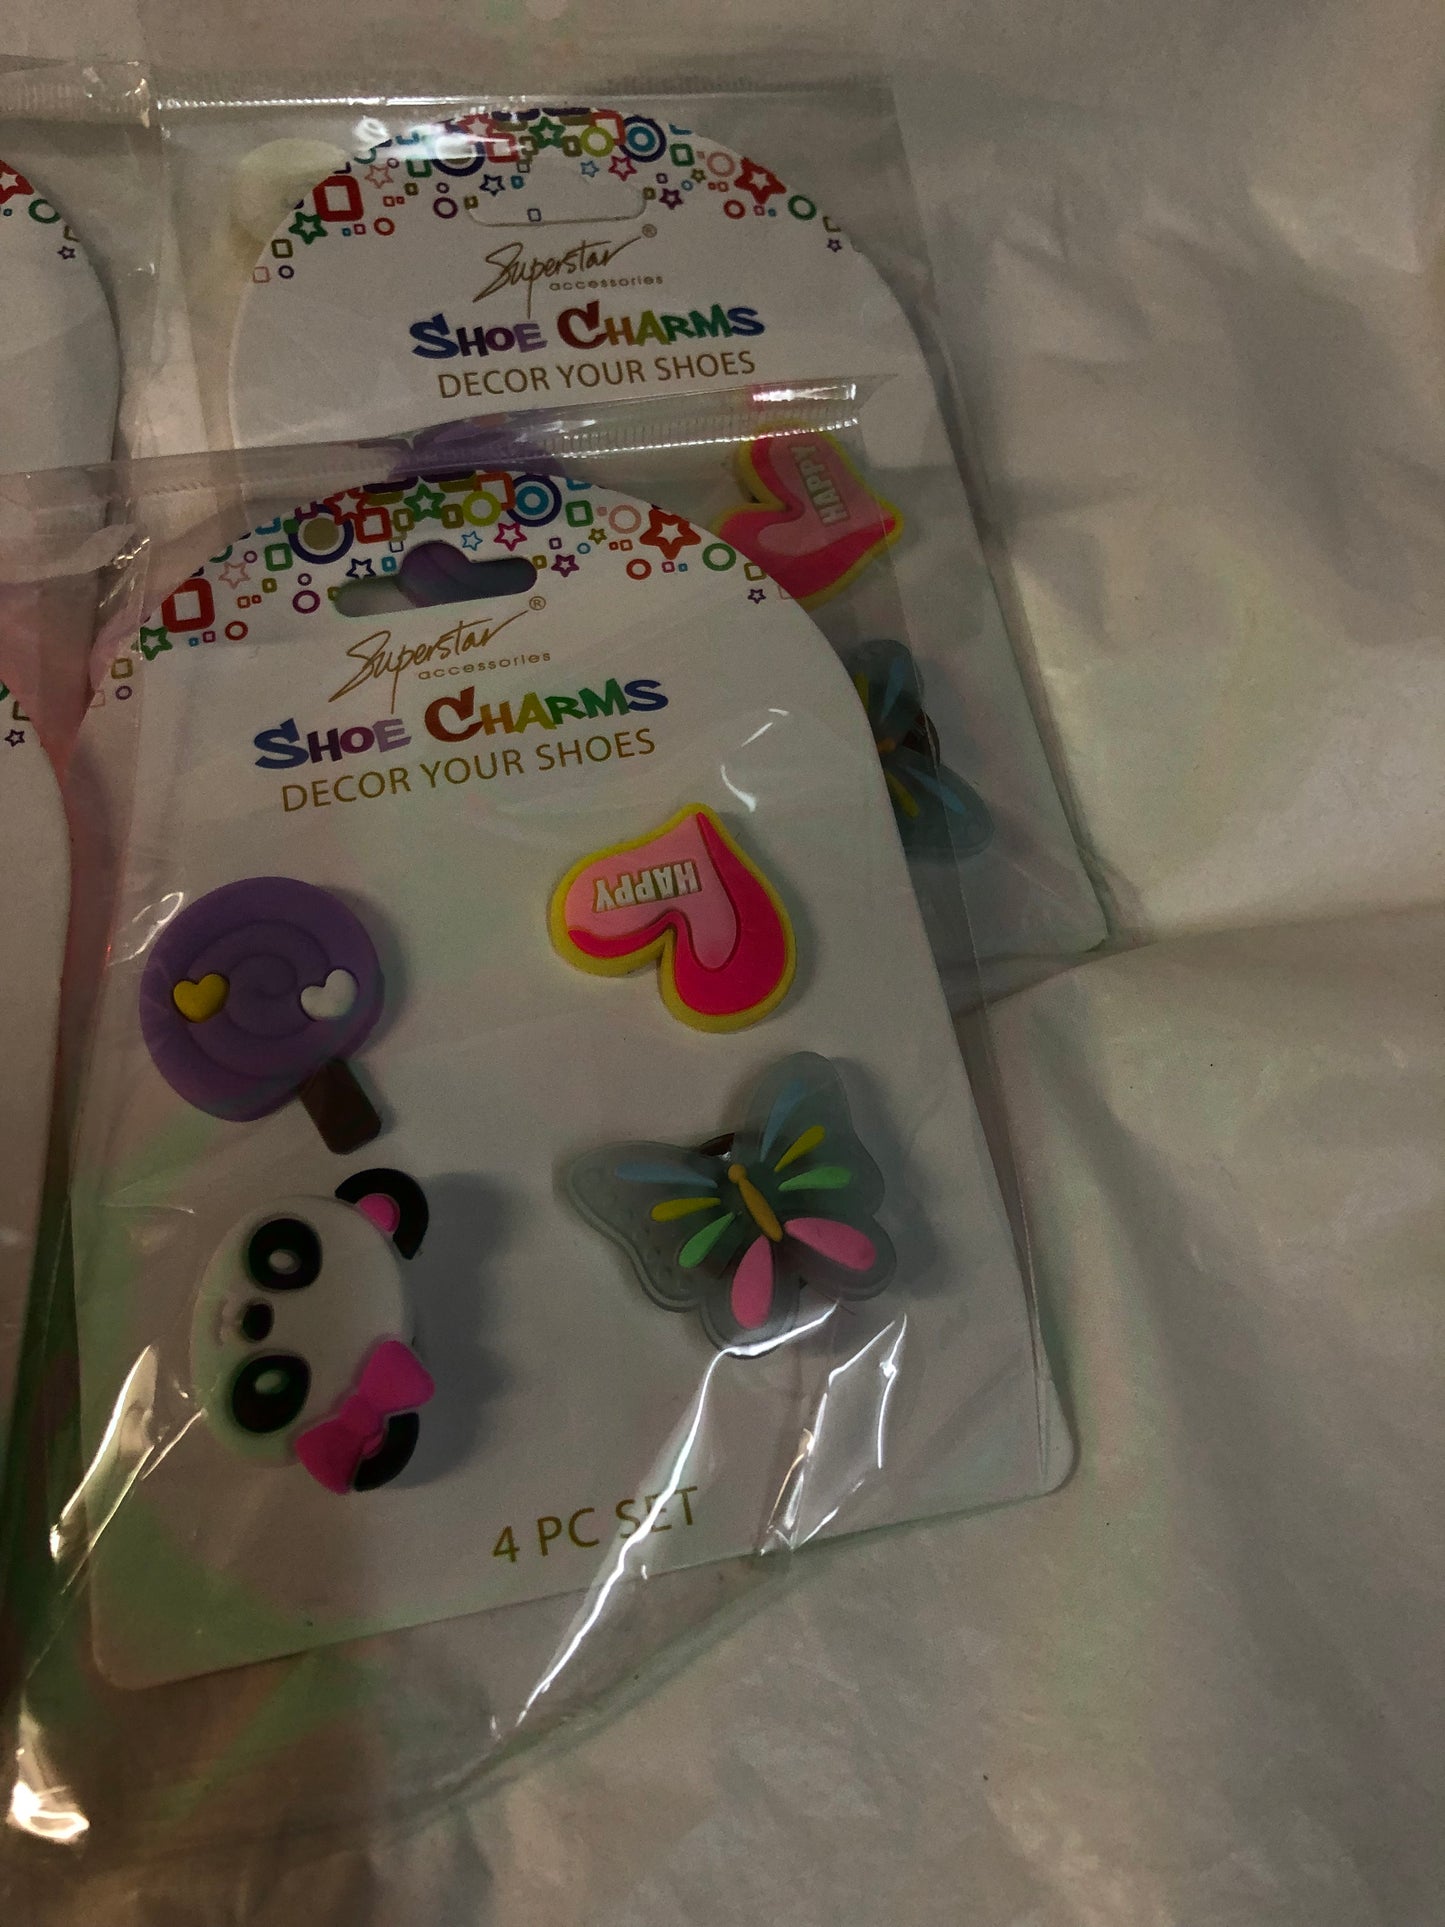 Superstar®
accessories
SHOE CHARMS
DECOR YOUR SHOES
HAPPY
Superstar®
accessories
SHOE CHARMS
DECOR YOUR SHOES
HAPPY
4 PC SET